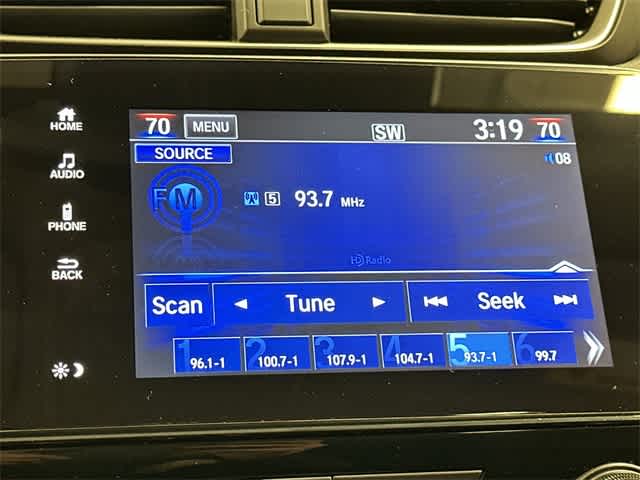 HOME
AUDIO
PHONE
BACK
70 MENU SW 3:19 70
SOURCE 08
FM 5 93.7 MHz
HD Radio
Scan Tune Seek
1 96.1-1 2 100.7-1 3 107.9-1 4 104.7-1 5 93.7-1 6 99.7